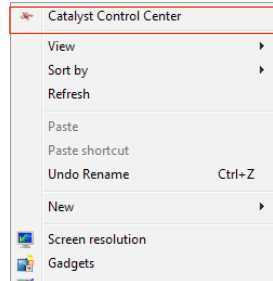 Catalyst Control Center
View
Sort by
Refresh
Paste
Paste shortcut
Undo Rename Ctrl+Z
New
Screen resolution
Gadgets